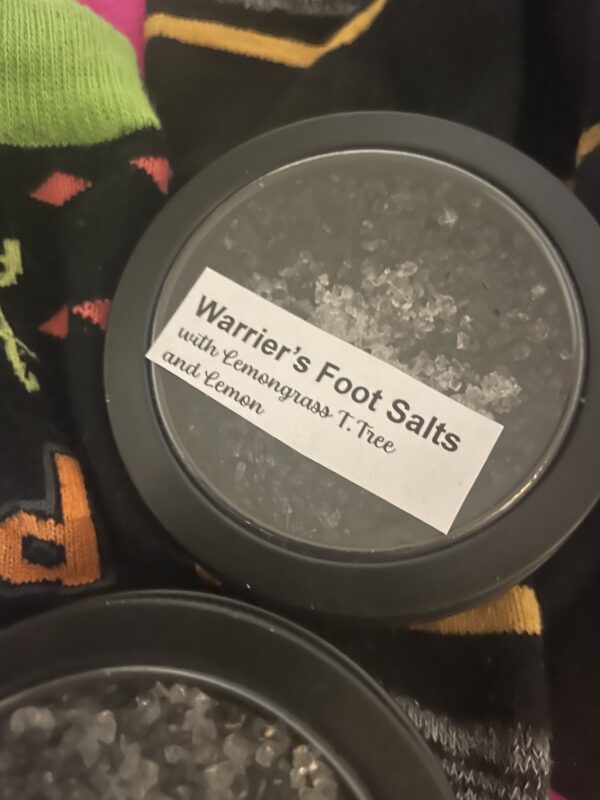 Warrier's Foot Salts
with Lemongrass T.Tree
and Lemon
d